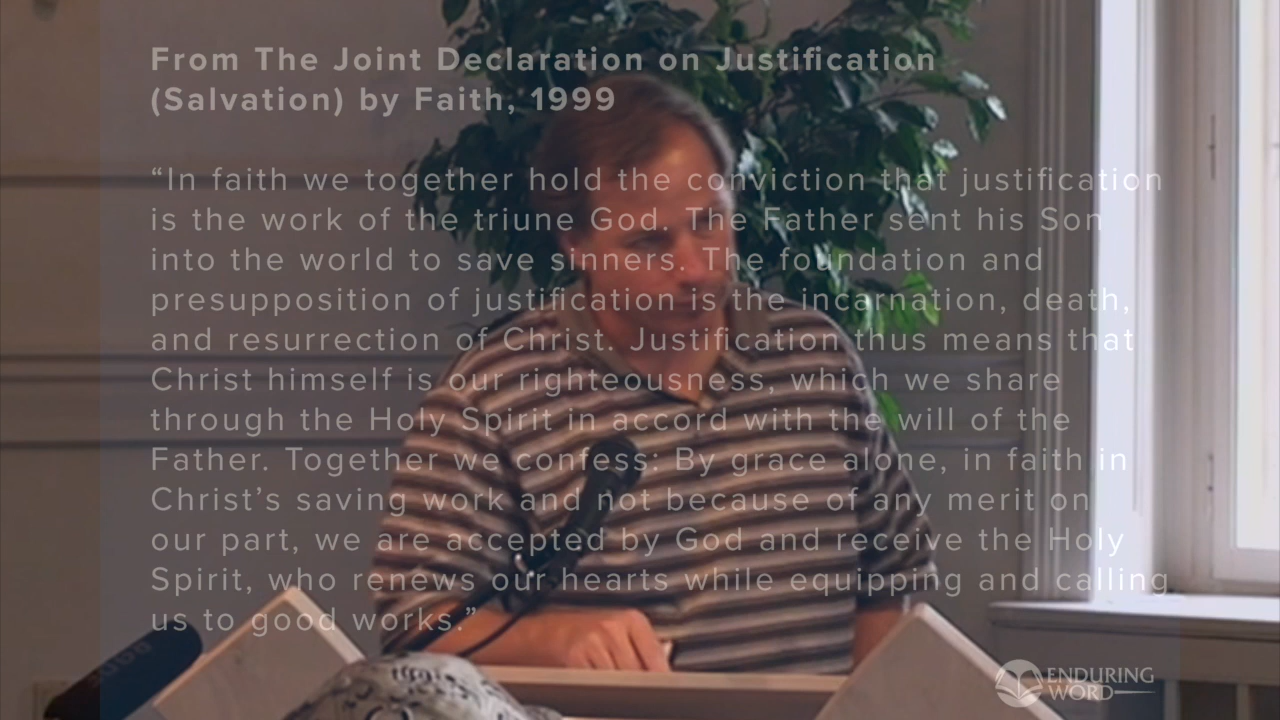 From The Joint Declaration on Justification
(Salvation) by Faith, 1999
“In faith we together hold the conviction that justification
is the work of the triune God. The Father sent his Son
into the world to save sinners. The foundation and
presupposition of justification is the incarnation, death,
and resurrection of Christ. Justification thus means that
Christ himself is our righteousness, which we share
through the Holy Spirit in accord with the will of the
Father. Together we confess: By grace alone, in faith in
Christ’s saving work and not because of any merit on
our part, we are accepted by God and receive the Holy
Spirit, who renews our hearts while equipping and calling
us to good works.”
ENDURING
WORD